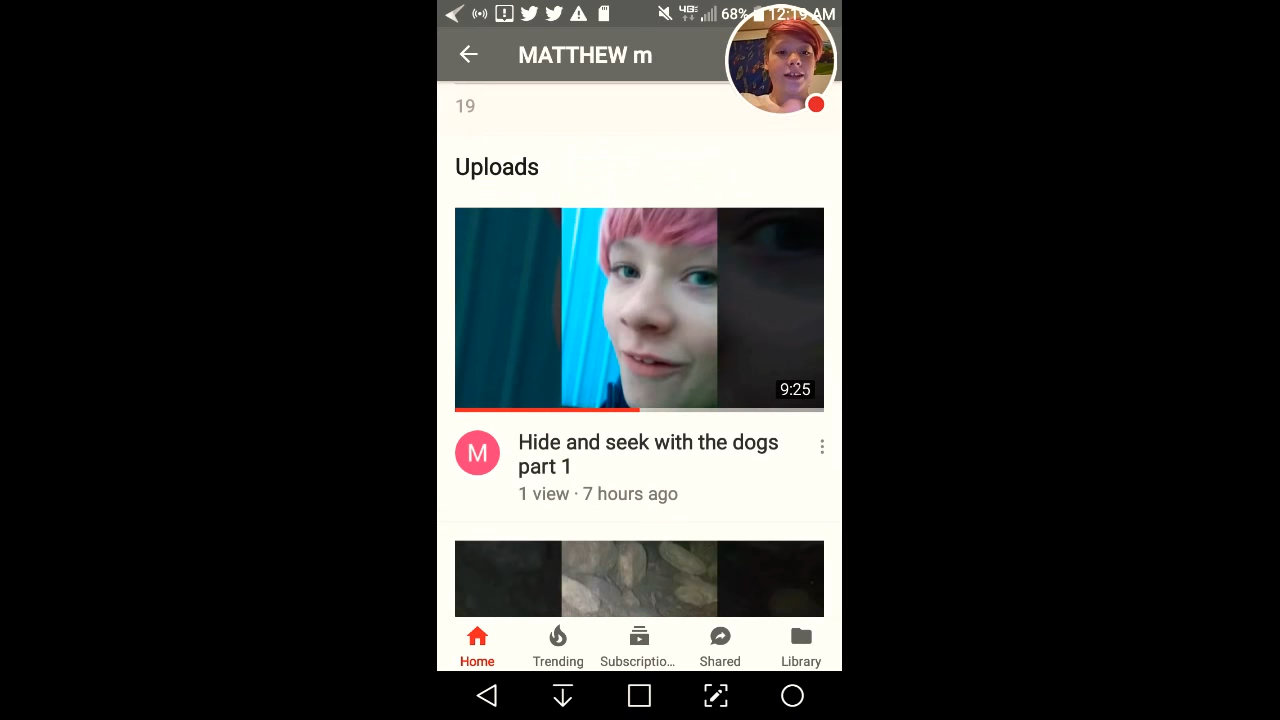 4GE 68% 12:19 AM
MATTHEW m
19
Uploads
9:25
M
Hide and seek with the dogs
part 1
1 view · 7 hours ago
Home Trending Subscriptio... Shared Library